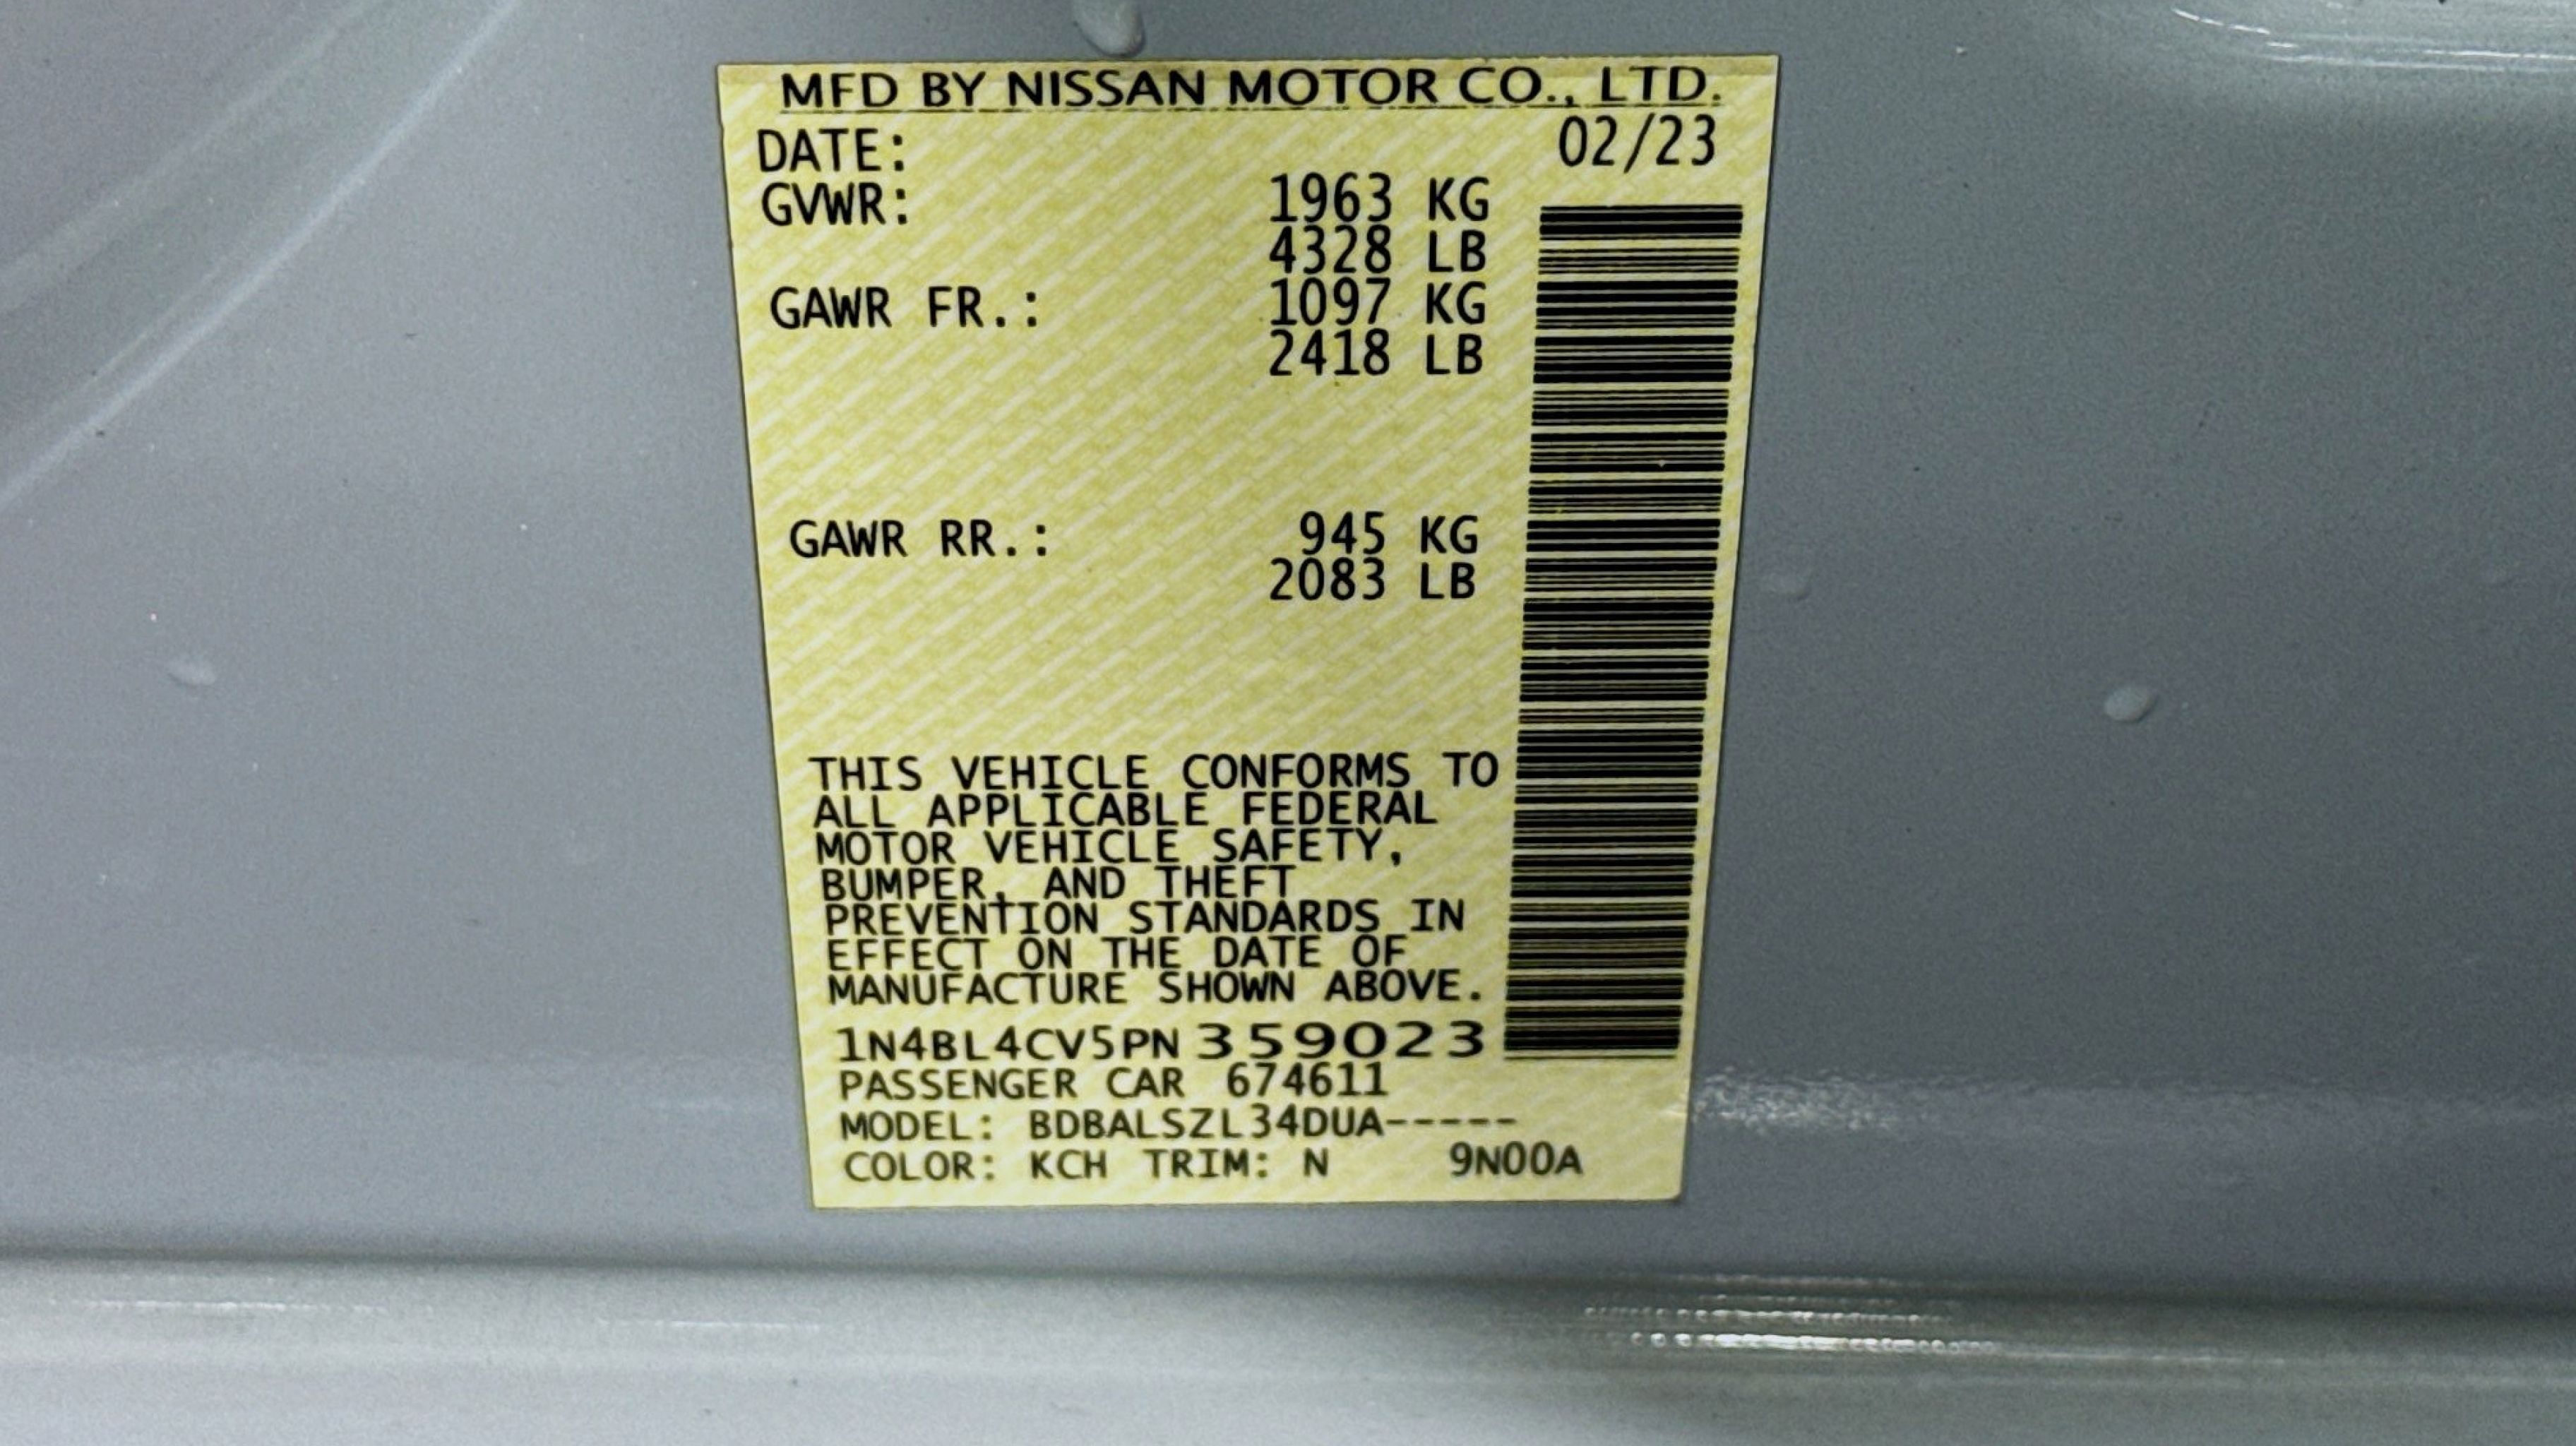 MFD BY NISSAN MOTOR CO., LTD.
DATE: 02/23
GVWR: 1963 KG
4328 LB
GAWR FR.: 1097 KG
2418 LB
GAWR RR.: 945 KG
2083 LB
THIS VEHICLE CONFORMS TO
ALL APPLICABLE FEDERAL
MOTOR VEHICLE SAFETY,
BUMPER, AND THEFT
PREVENTION STANDARDS IN
EFFECT ON THE DATE OF
MANUFACTURE SHOWN ABOVE.
1N4BL4CV5PN359023
PASSENGER CAR 674611
MODEL: BDBALSZL34DUA-----
COLOR: KCH TRIM: N 9N00A